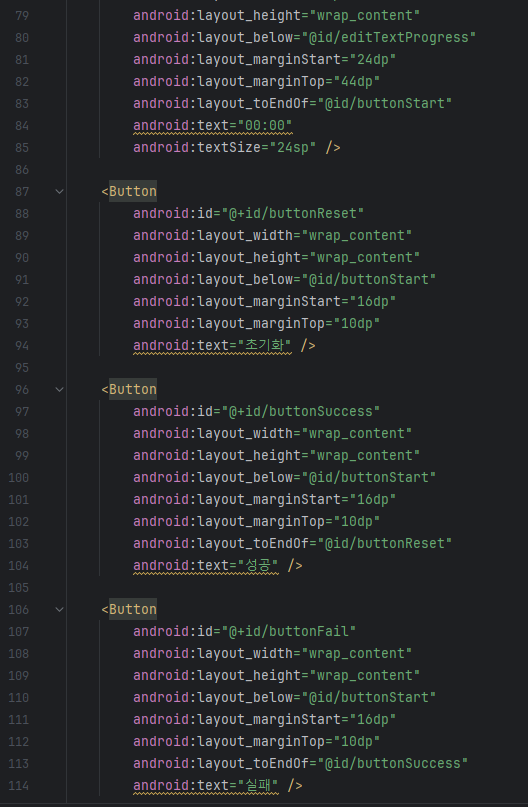 79 android:layout_height="wrap_content"
80 android:layout_below="@id/editTextProgress"
81 android:layout_marginStart="24dp"
82 android:layout_marginTop="44dp"
83 android:layout_toEndOf="@id/buttonStart"
84 android:text="00:00"
85 android:textSize="24sp" />
86
87 <Button
88 android:id="@+id/buttonReset"
89 android:layout_width="wrap_content"
90 android:layout_height="wrap_content"
91 android:layout_below="@id/buttonStart"
92 android:layout_marginStart="16dp"
93 android:layout_marginTop="10dp"
94 android:text="초기화" />
95
96 <Button
97 android:id="@+id/buttonSuccess"
98 android:layout_width="wrap_content"
99 android:layout_height="wrap_content"
100 android:layout_below="@id/buttonStart"
101 android:layout_marginStart="16dp"
102 android:layout_marginTop="10dp"
103 android:layout_toEndOf="@id/buttonReset"
104 android:text="성공" />
105
106 <Button
107 android:id="@+id/buttonFail"
108 android:layout_width="wrap_content"
109 android:layout_height="wrap_content"
110 android:layout_below="@id/buttonStart"
111 android:layout_marginStart="16dp"
112 android:layout_marginTop="10dp"
113 android:layout_toEndOf="@id/buttonSuccess"
114 android:text="실패" />